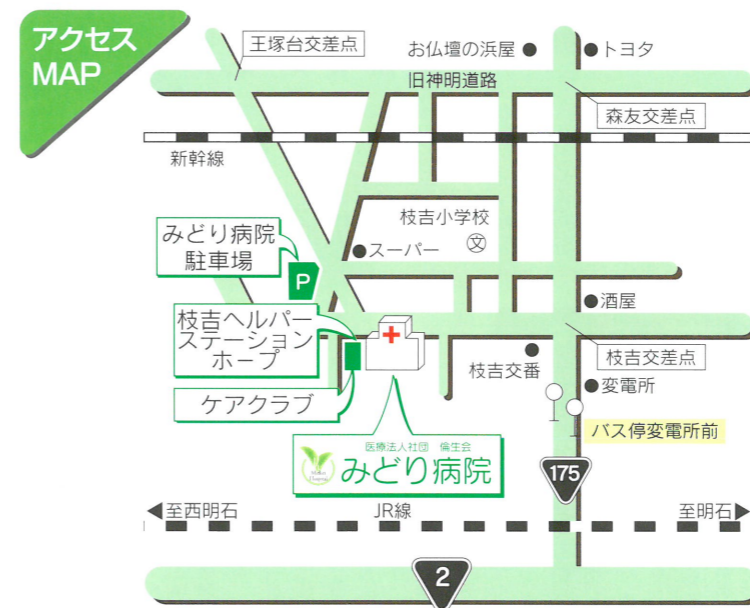 アクセス
MAP
王塚台交差点
お仏壇の浜屋
トヨタ
旧神明道路
森友交差点
新幹線
枝吉小学校
文
スーパー
みどり病院
駐車場
P
酒屋
枝吉ヘルパー
ステーション
ホープ
枝吉交差点
枝吉交番
変電所
ケアクラブ
バス停変電所前
医療法人社団 倫生会
みどり病院
175
至西明石
JR線
至明石
2